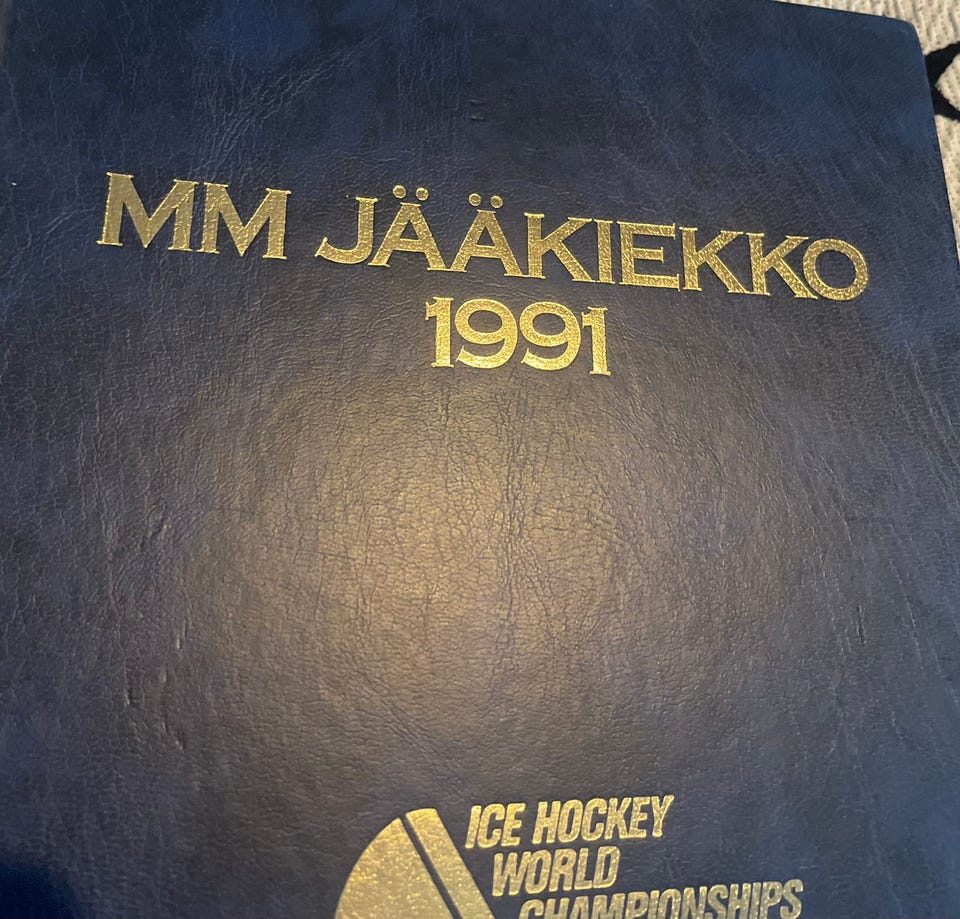 MM JÄÄKIEKKO
1991
ICE HOCKEY
WORLD
CHAMPIONSHIPS